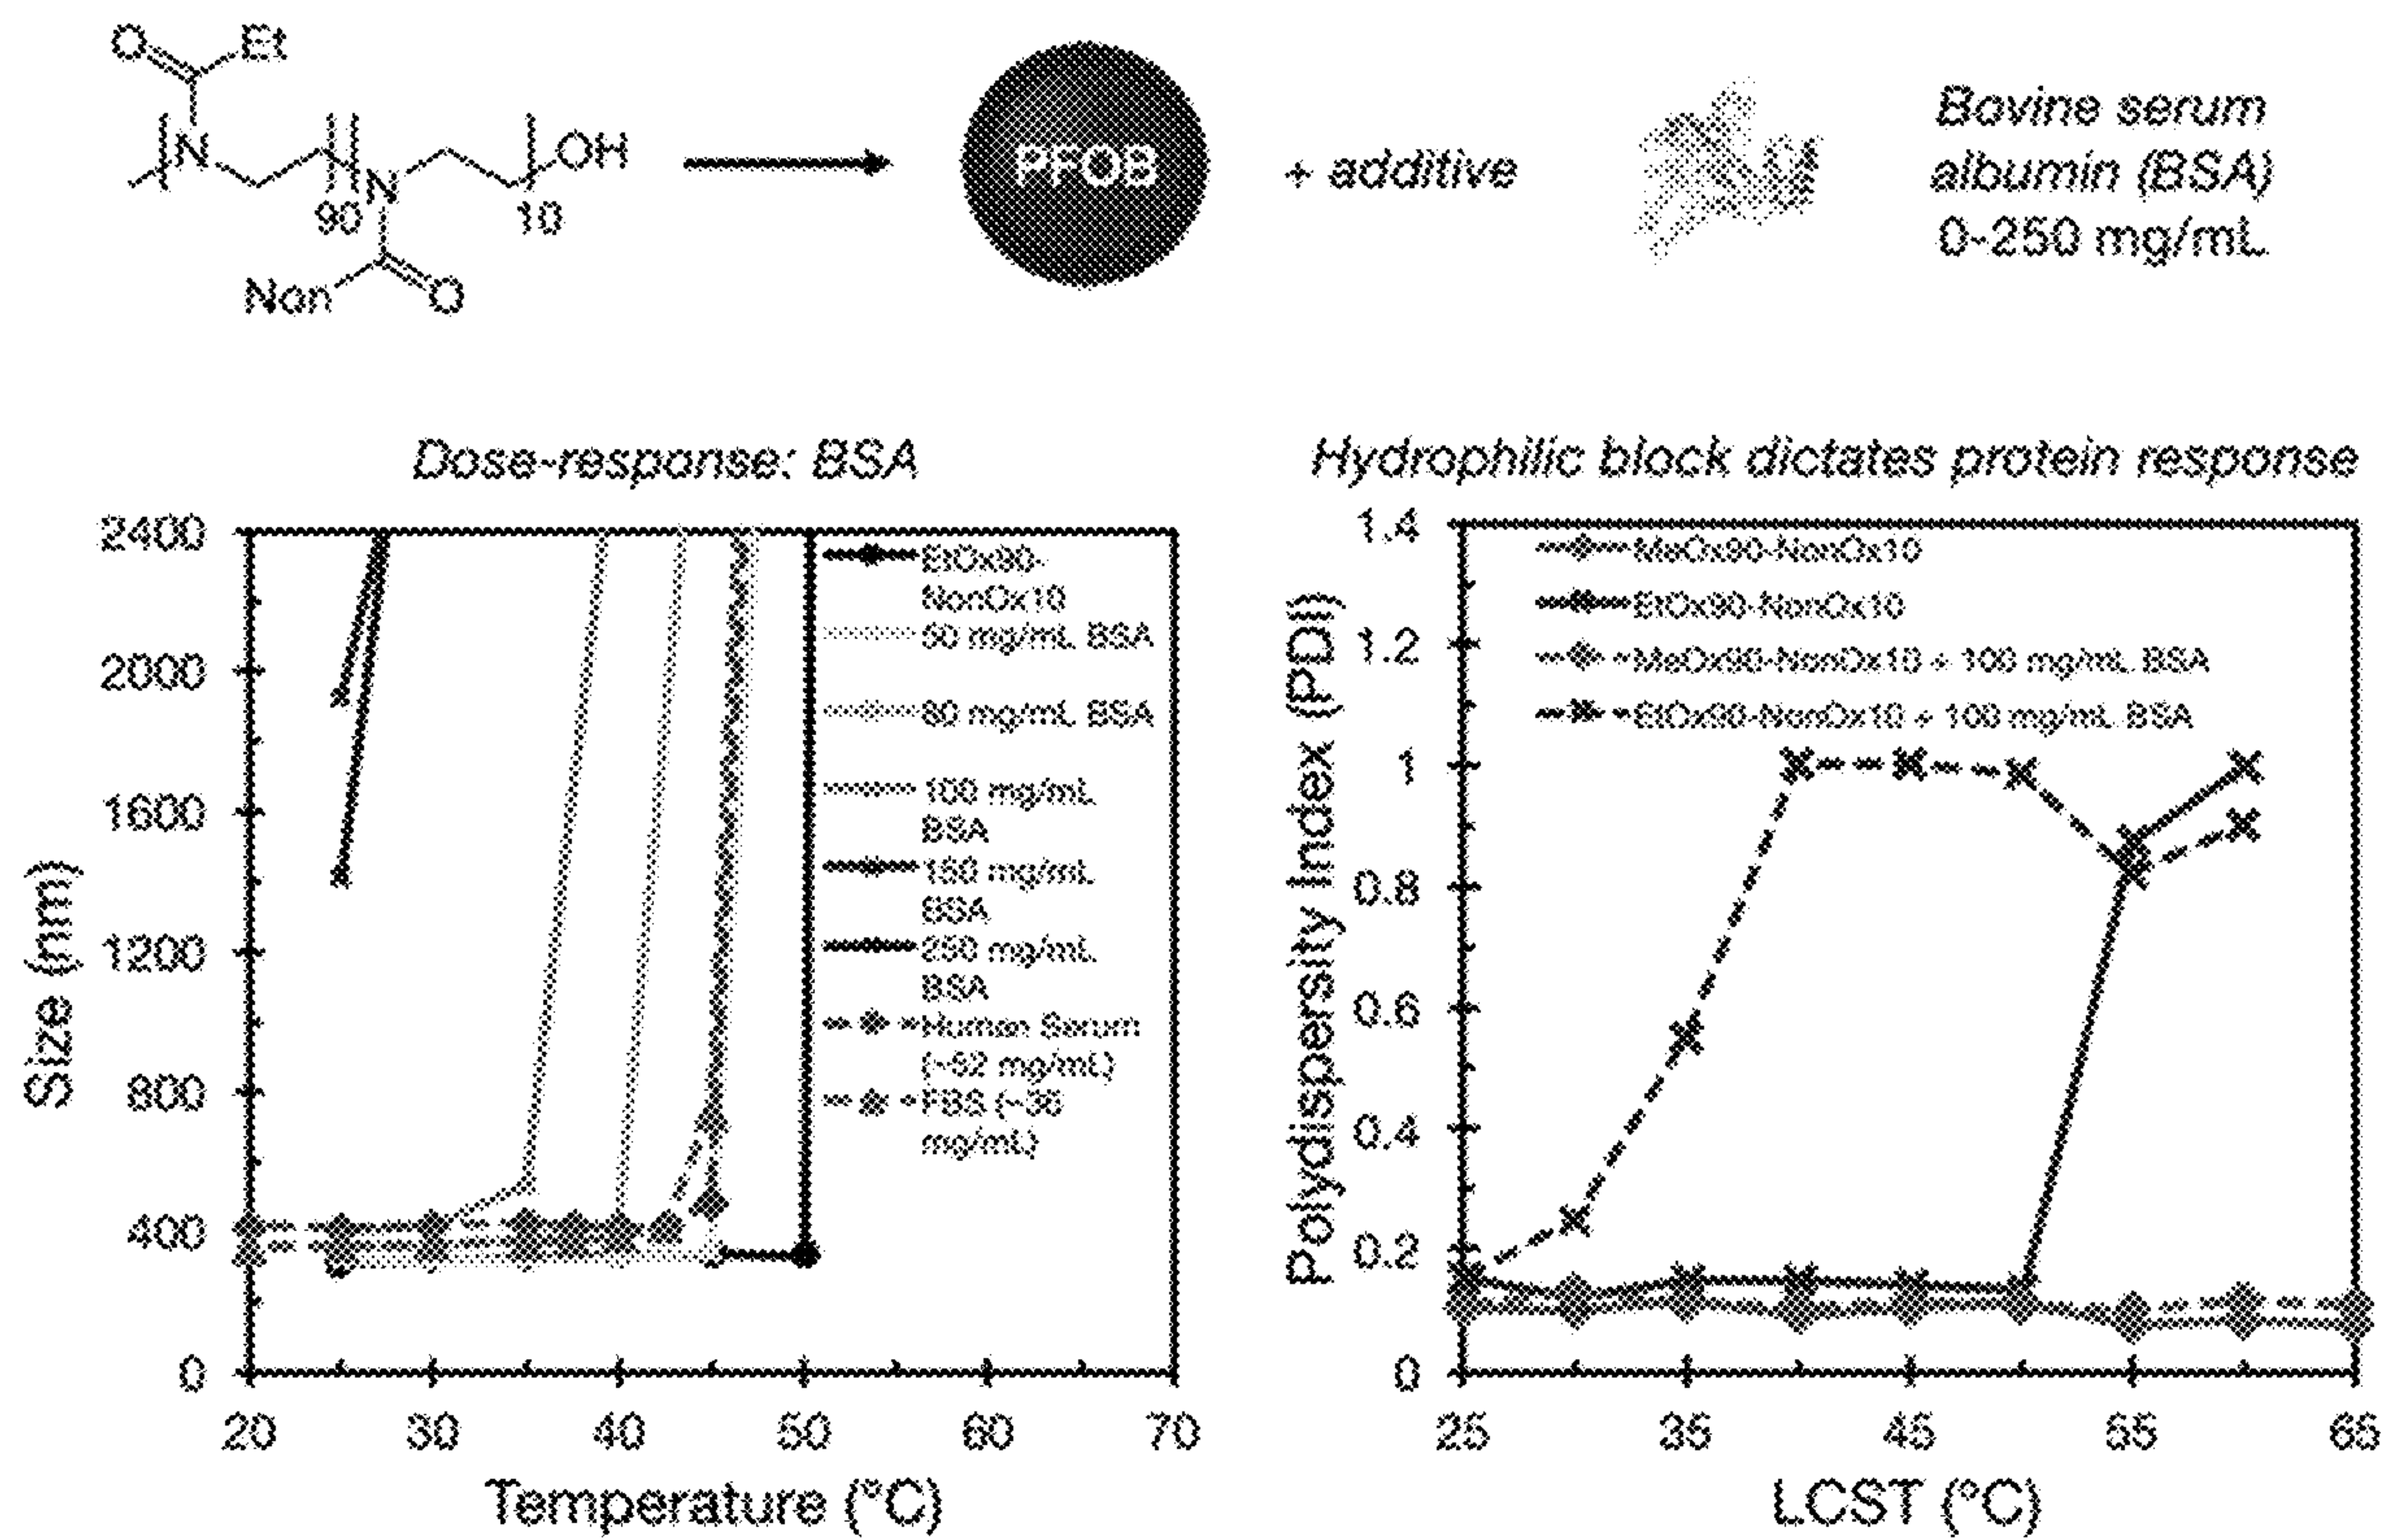 O
Et
N
OH
N
90
10
Non
O
PFOB
+ additive
Bovine serum
albumin (BSA)
0-250 mg/mL
Dose-response: BSA
2400
2000
1600
1200
800
400
0
20
30
40
50
60
70
Size (nm)
Temperature (°C)
EtOx90-
NonOx10
mg/mL BSA
80 mg/mL BSA
100 mg/mL
BSA
150 mg/mL
BSA
250 mg/mL
BSA
Human Serum
mg/mL)
FBS
mg/mL)
Hydrophilic block dictates protein response
1.4
1.2
1
0.8
0.6
0.4
0.2
0
25
35
45
55
65
Polydispersity Index (PDI)
LCST (°C)
MeOx90-NonOx10
EtOx90-NonOx10
MeOx90-NonOx10 + 100 mg/mL BSA
EtOx90-NonOx10 + 100 mg/mL BSA